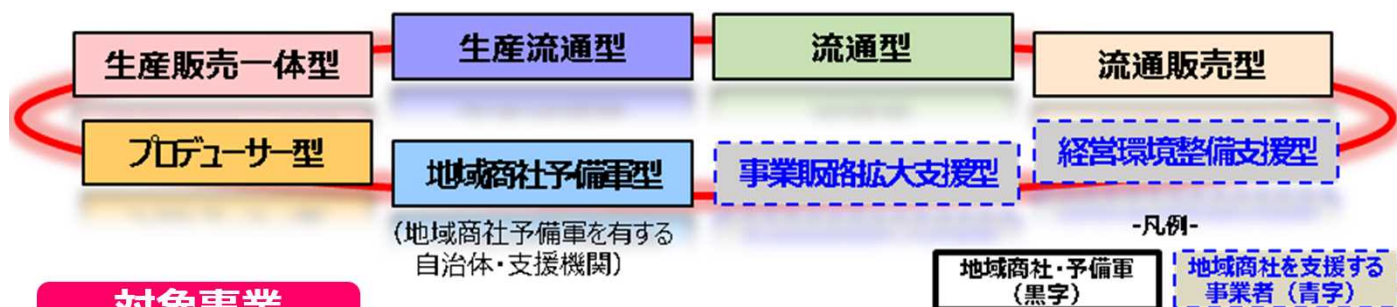 生産販売一体型
生産流通型
流通型
流通販売型
プロデューサー型
地域商社予備軍型
事業販路拡大支援型
経営環境整備支援型
(地域商社予備軍を有する
自治体・支援機関)
-凡例-
地域商社・予備軍
(黒字)
地域商社を支援する
事業者(青字)
対象事業